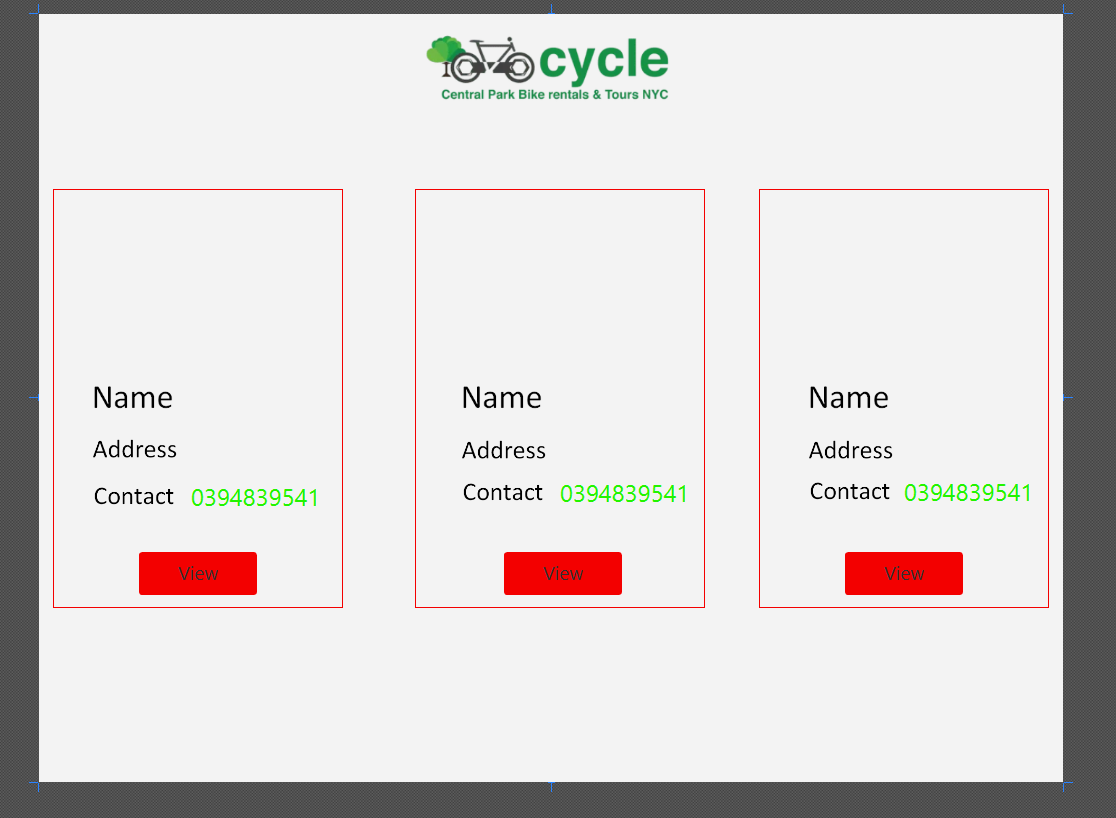 cycle
Central Park Bike rentals & Tours NYC
Name
Address
Contact 0394839541
View
Name
Address
Contact 0394839541
View
Name
Address
Contact 0394839541
View